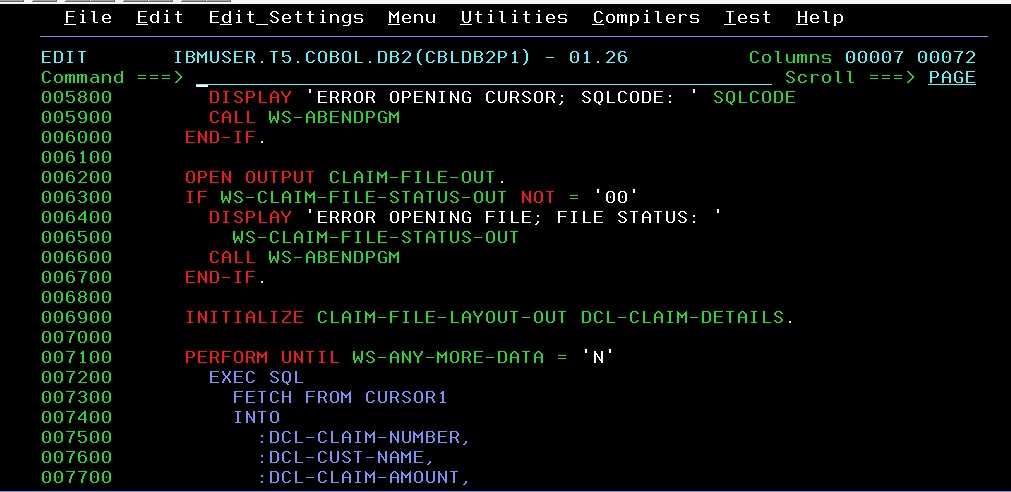 File  Edit  Edit_Settings  Menu  Utilities  Compilers  Test  Help
EDIT       IBMUSER.T5.COBOL.DB2(CBLDB2P1) - 01.26          Columns 00007 00072
Command ===>                                                  Scroll ===> PAGE
005800        DISPLAY 'ERROR OPENING CURSOR; SQLCODE: ' SQLCODE
005900        CALL WS-ABENDPGM
006000      END-IF.
006100
006200      OPEN OUTPUT CLAIM-FILE-OUT.
006300      IF WS-CLAIM-FILE-STATUS-OUT NOT = '00'
006400        DISPLAY 'ERROR OPENING FILE; FILE STATUS: '
006500          WS-CLAIM-FILE-STATUS-OUT
006600        CALL WS-ABENDPGM
006700      END-IF.
006800
006900      INITIALIZE CLAIM-FILE-LAYOUT-OUT DCL-CLAIM-DETAILS.
007000
007100      PERFORM UNTIL WS-ANY-MORE-DATA = 'N'
007200        EXEC SQL
007300          FETCH FROM CURSOR1
007400          INTO
007500            :DCL-CLAIM-NUMBER,
007600            :DCL-CUST-NAME,
007700            :DCL-CLAIM-AMOUNT,